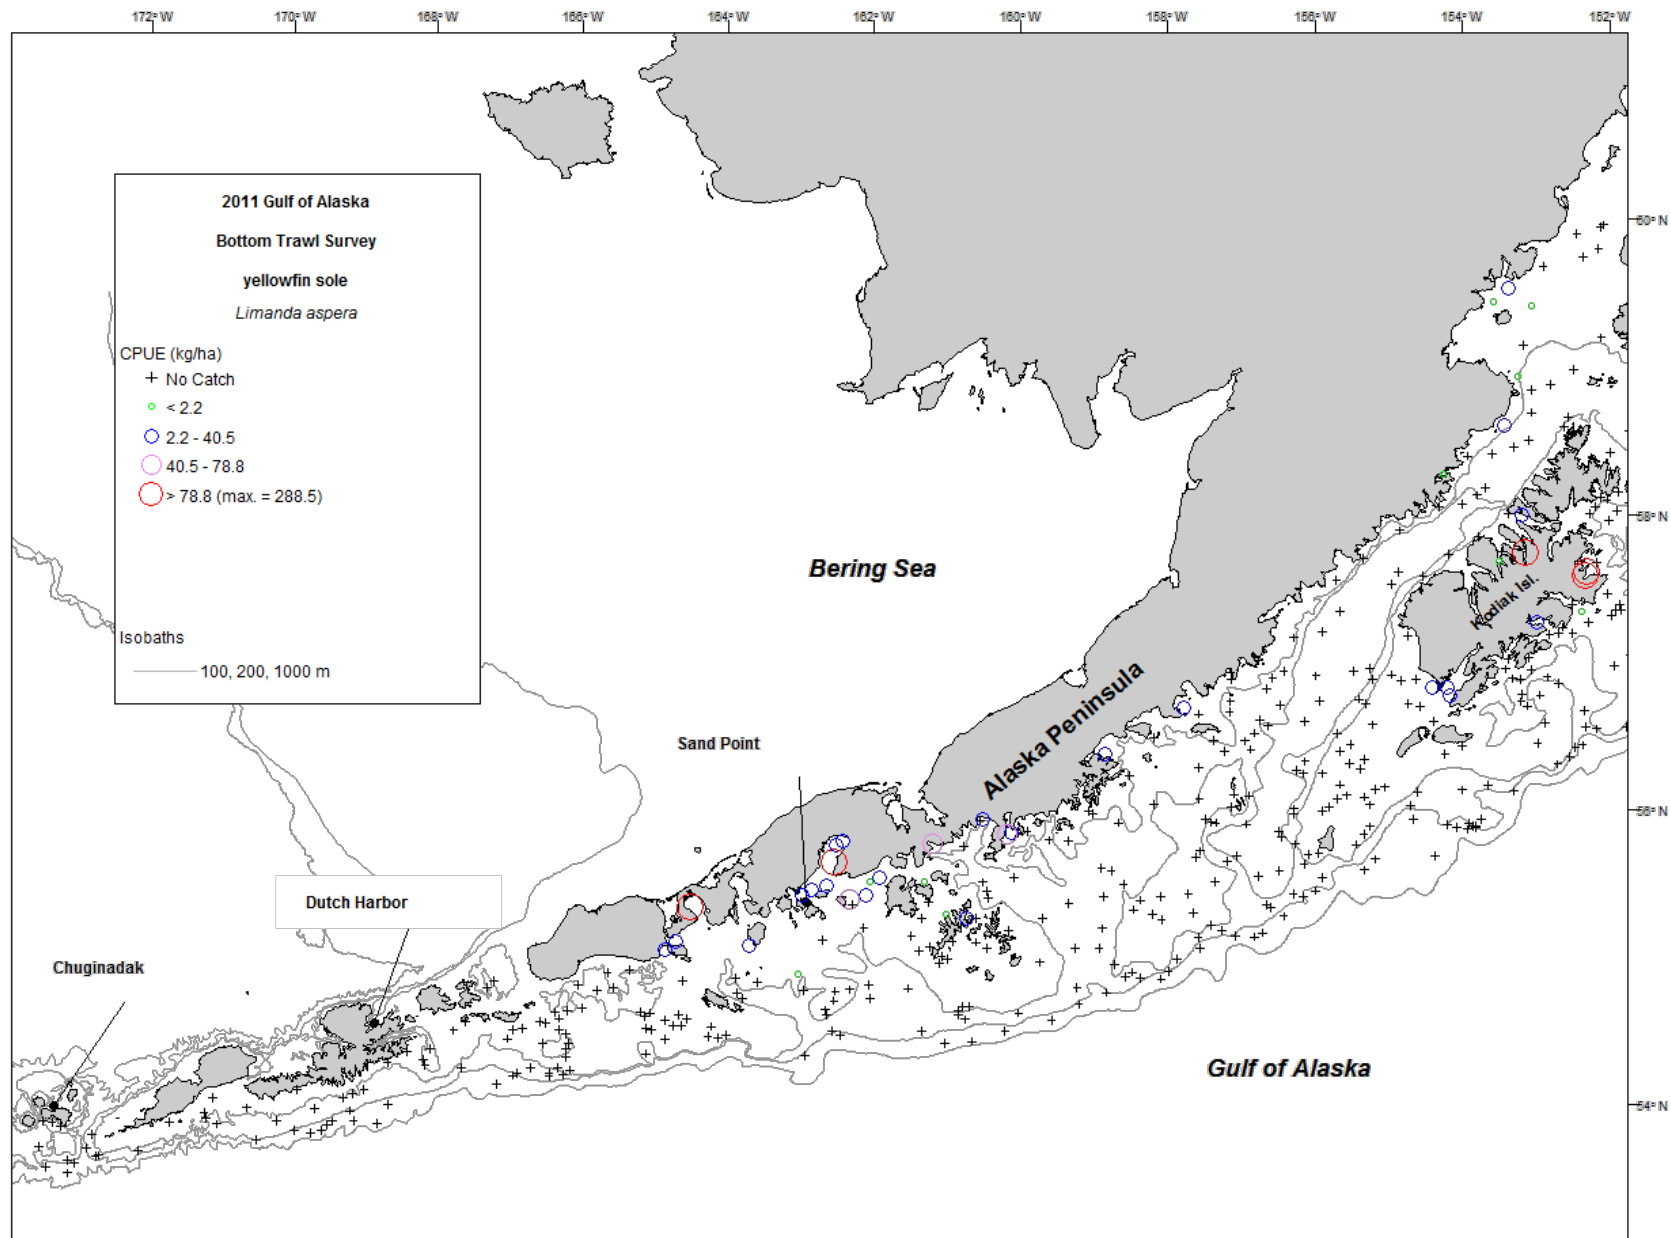 172° W 170° W 168° W 166° W 164° W 162° W 160° W 158° W 156° W 154° W 152° W
2011 Gulf of Alaska
Bottom Trawl Survey
yellowfin sole
Limanda aspera
CPUE (kg/ha)
+ No Catch
< 2.2
2.2 - 40.5
40.5 - 78.8
> 78.8 (max. = 288.5)
Isobaths
100, 200, 1000 m
60° N
58° N
Bering Sea
Kodiak Isl.
Alaska Peninsula
Sand Point
56° N
Dutch Harbor
Chuginadak
Gulf of Alaska
54° N